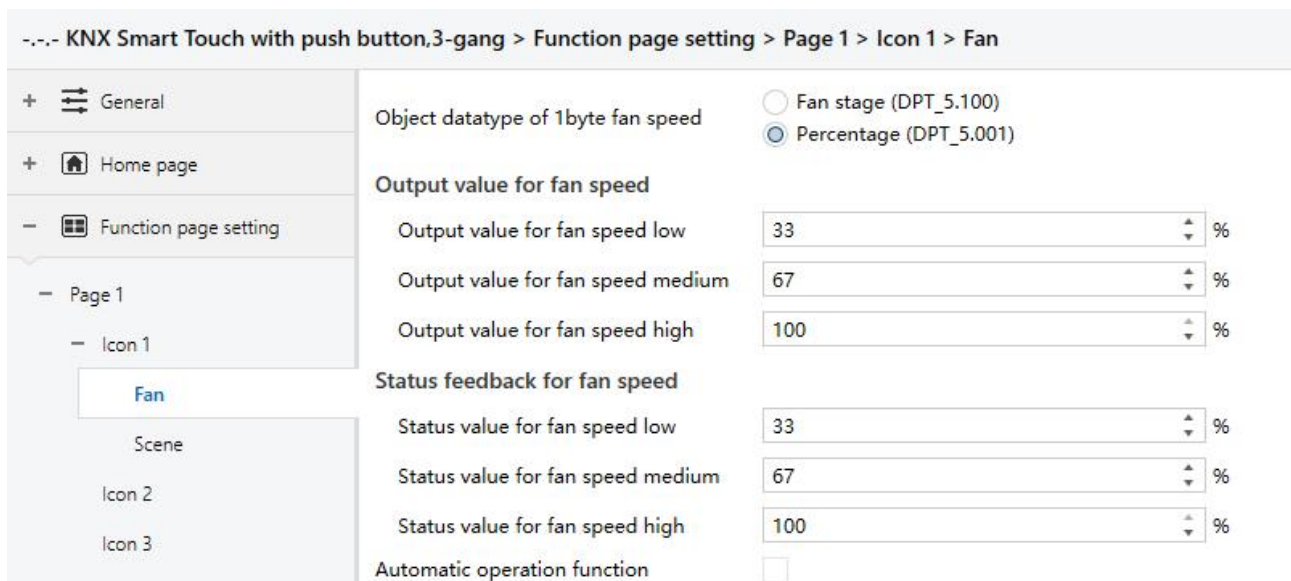 -.-.- KNX Smart Touch with push button,3-gang > Function page setting > Page 1 > Icon 1 > Fan
+ General
+ Home page
− Function page setting
− Page 1
− Icon 1
Fan
Scene
Icon 2
Icon 3
Object datatype of 1byte fan speed
Fan stage (DPT_5.100)
Percentage (DPT_5.001)
Output value for fan speed
Output value for fan speed low 33 %
Output value for fan speed medium 67 %
Output value for fan speed high 100 %
Status feedback for fan speed
Status value for fan speed low 33 %
Status value for fan speed medium 67 %
Status value for fan speed high 100 %
Automatic operation function